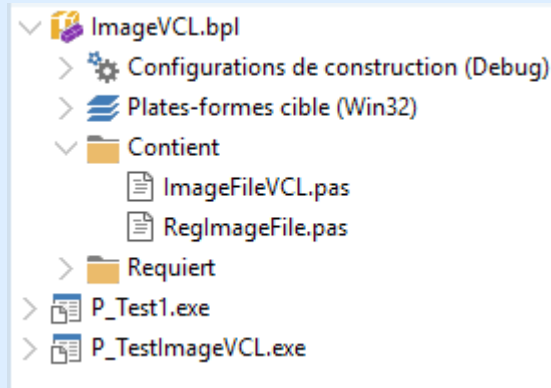 ImageVCL.bpl
Configurations de construction (Debug)
Plates-formes cible (Win32)
Contient
ImageFileVCL.pas
RegImageFile.pas
Requiert
P_Test1.exe
P_TestImageVCL.exe